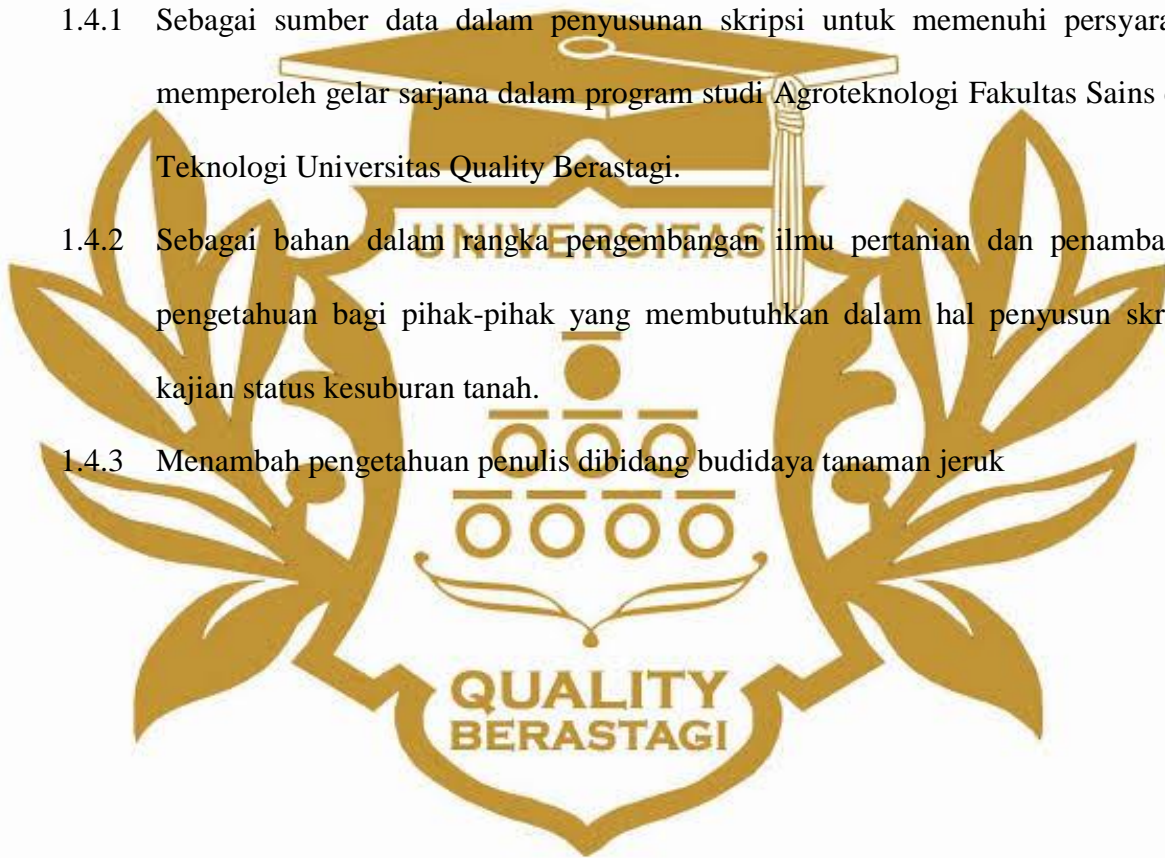 1.4.1 Sebagai sumber data dalam penyusunan skripsi untuk memenuhi persyara
memperoleh gelar sarjana dalam program studi Agroteknologi Fakultas Sains
Teknologi Universitas Quality Berastagi.
UNIVERSITAS
1.4.2 Sebagai bahan dalam rangka pengembangan ilmu pertanian dan penamba
pengetahuan bagi pihak-pihak yang membutuhkan dalam hal penyusun skr
kajian status kesuburan tanah.
1.4.3 Menambah pengetahuan penulis dibidang budidaya tanaman jeruk
QUALITY
BERASTAGI